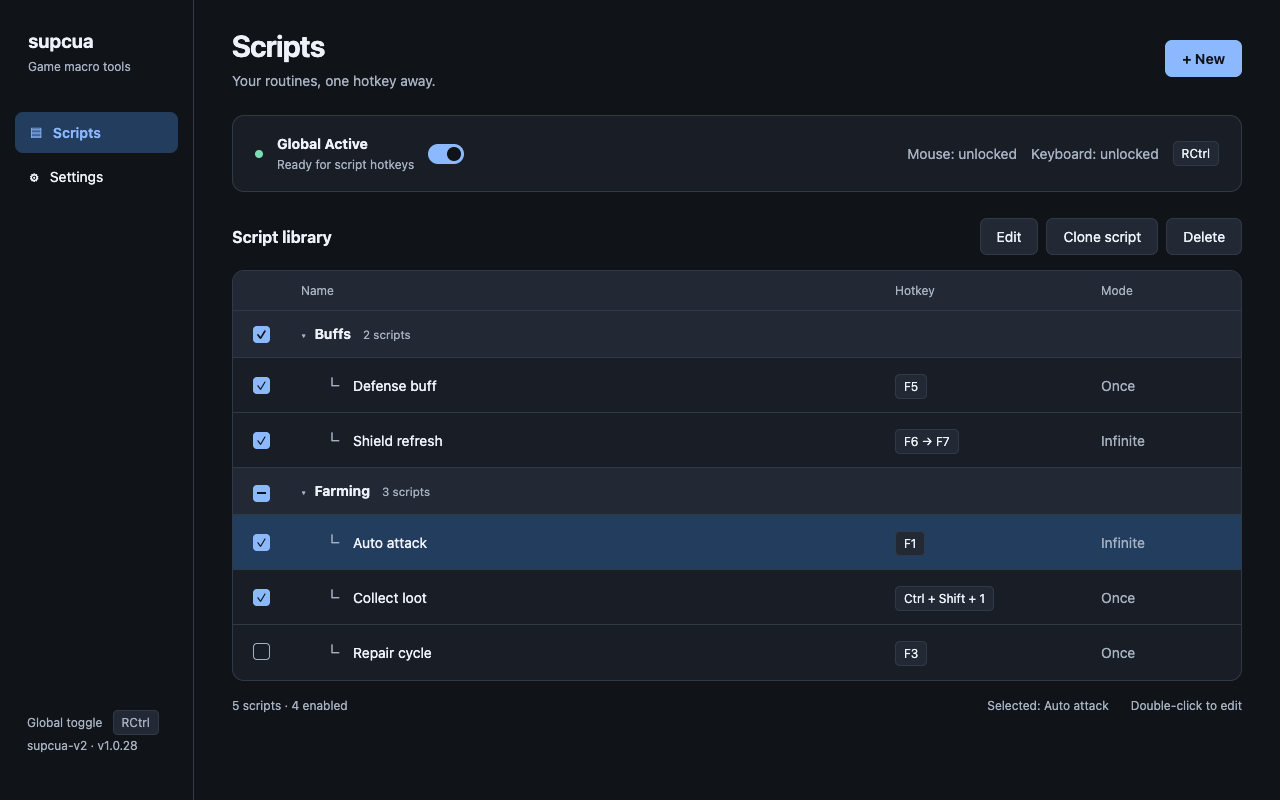 supcua
Game macro tools
Scripts
Settings
Global toggle RCtrl
supcua-v2 · v1.0.28
Scripts
Your routines, one hotkey away.
+ New
Global Active
Ready for script hotkeys
Mouse: unlocked Keyboard: unlocked RCtrl
Script library
Edit Clone script Delete
Name Hotkey Mode
Buffs 2 scripts
Defense buff F5 Once
Shield refresh F6 → F7 Infinite
Farming 3 scripts
Auto attack F1 Infinite
Collect loot Ctrl + Shift + 1 Once
Repair cycle F3 Once
5 scripts · 4 enabled
Selected: Auto attack Double-click to edit